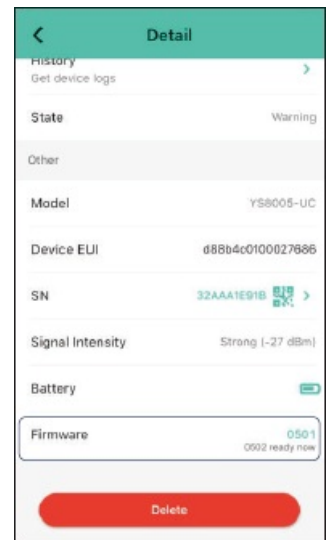 Detail
History
Get device logs
State
Warning
Other
Model
YS8005-UC
Device EUI
d88b4c0100027686
SN
32AAA1E91B
Signal Intensity
Strong (-27 dBm)
Battery
Firmware
0501
0502 ready now
Delete